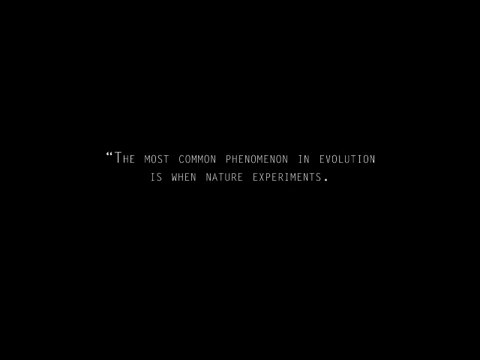 “The most common phenomenon in evolution
is when nature experiments.